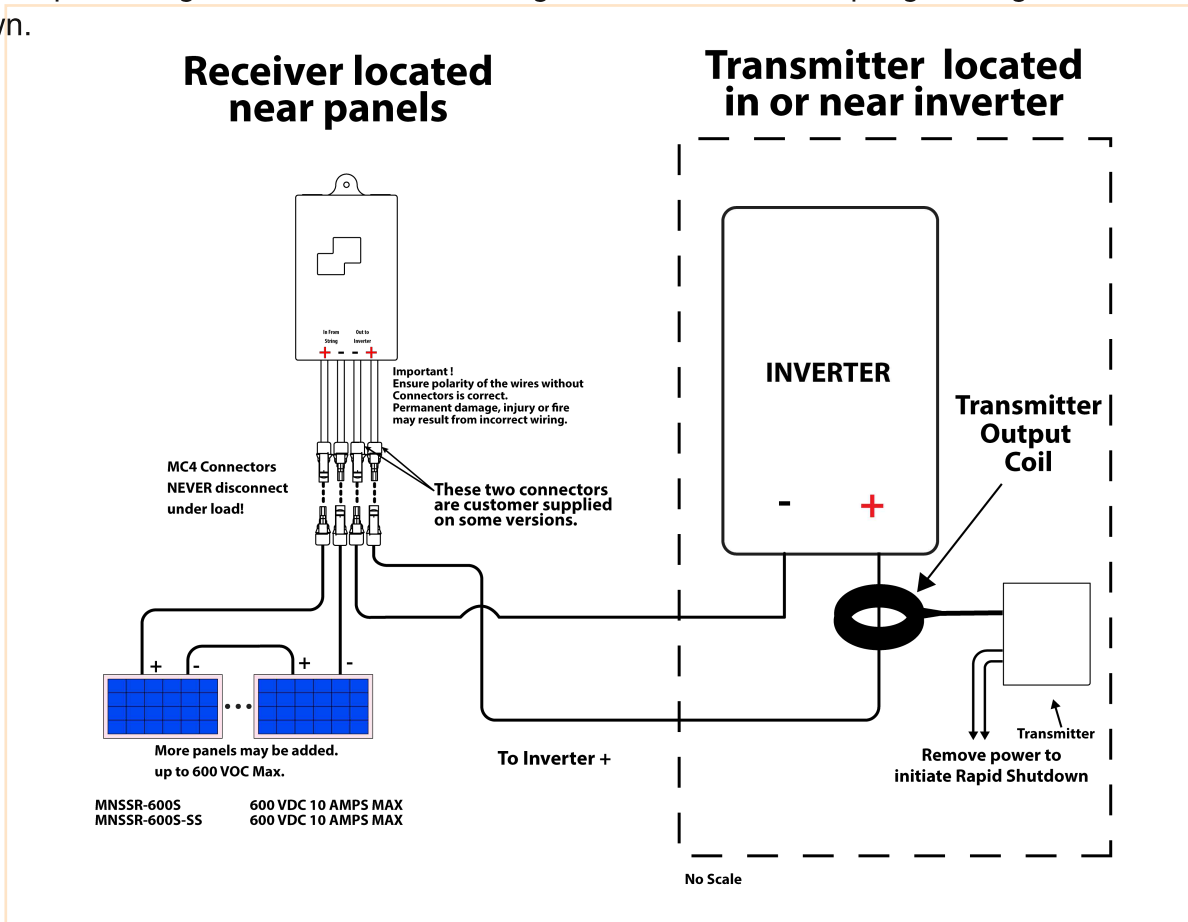 wn.
Receiver located
near panels
Transmitter located
in or near inverter
In From
String
Out to
Inverter
+ - - +
Important !
Ensure polarity of the wires without
Connectors is correct.
Permanent damage, injury or fire
may result from incorrect wiring.
MC4 Connectors
NEVER disconnect
under load!
These two connectors
are customer supplied
on some versions.
INVERTER
- +
Transmitter
Output
Coil
+ - + -
More panels may be added.
up to 600 VOC Max.
To Inverter +
Transmitter
Remove power to
initiate Rapid Shutdown
MNSSR-600S 600 VDC 10 AMPS MAX
MNSSR-600S-SS 600 VDC 10 AMPS MAX
No Scale